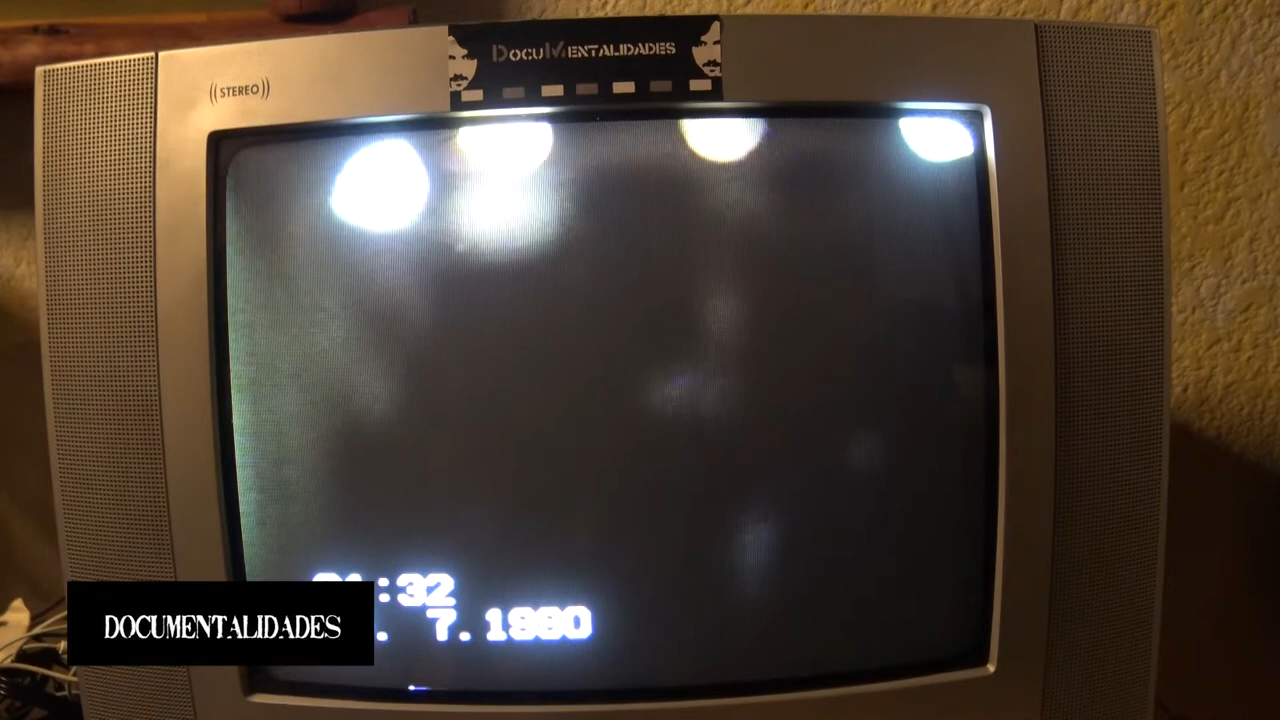 DOCUMENTALIDADES
((STEREO))
:32
. 7.1990
DOCUMENTALIDADES